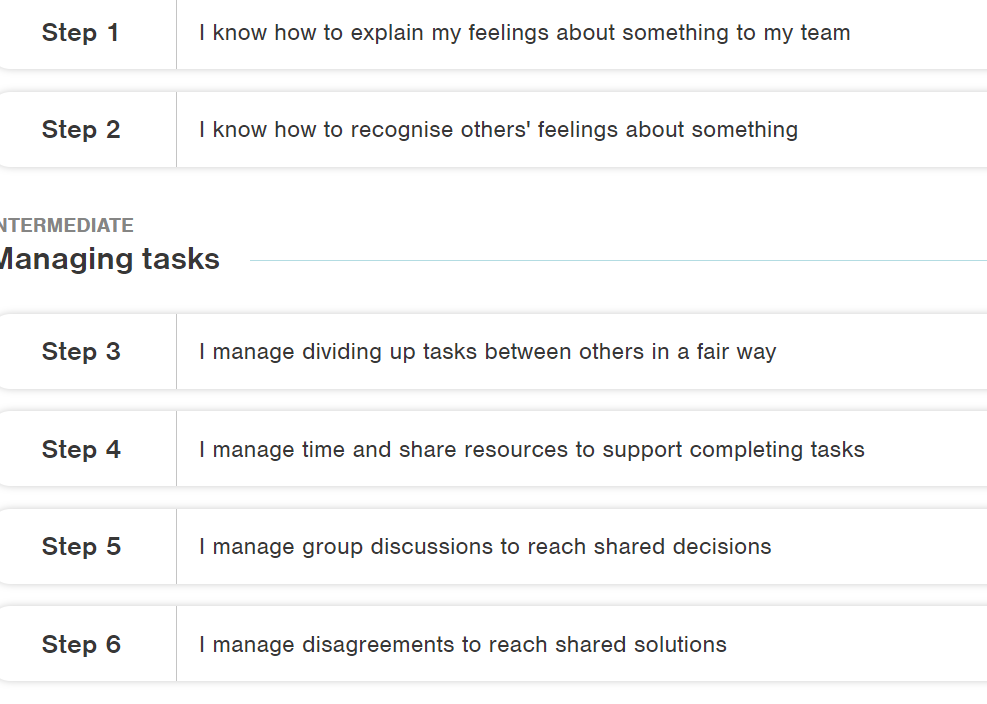 Step 1 I know how to explain my feelings about something to my team
Step 2 I know how to recognise others' feelings about something
NTERMEDIATE
Managing tasks
Step 3 I manage dividing up tasks between others in a fair way
Step 4 I manage time and share resources to support completing tasks
Step 5 I manage group discussions to reach shared decisions
Step 6 I manage disagreements to reach shared solutions